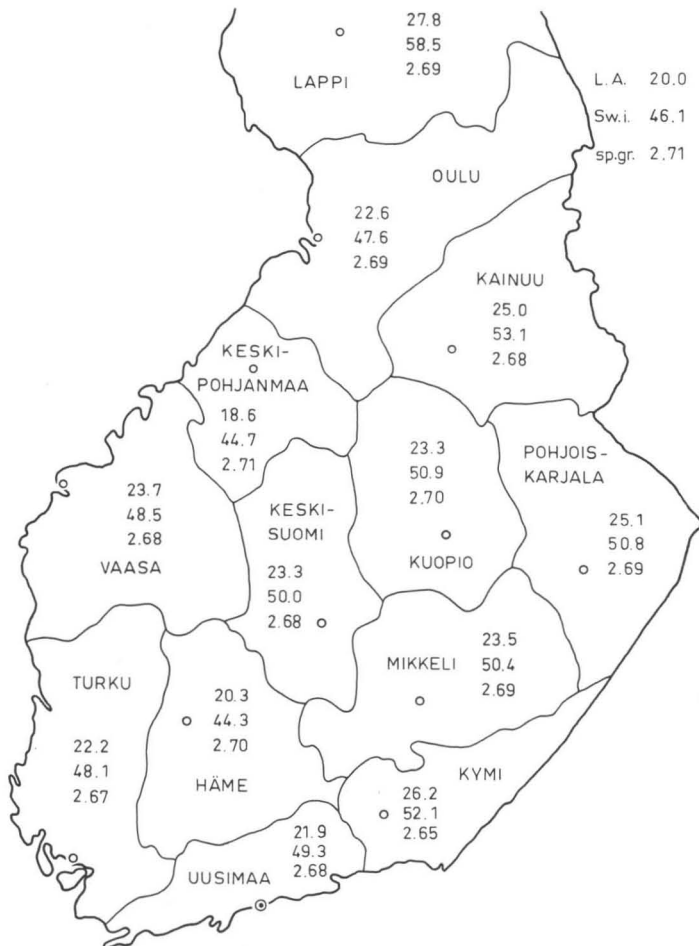 27.8
58.5
2.69
LAPPI
L.A. 20.0
Sw.i. 46.1
sp.gr. 2.71
OULU
22.6
47.6
2.69
KAINUU
25.0
53.1
2.68
KESKI-
POHJANMAA
18.6
44.7
2.71
23.3
50.9
2.70
KUOPIO
POHJOIS-
KARJALA
25.1
50.8
2.69
23.7
48.5
2.68
VAASA
KESKI-
SUOMI
23.3
50.0
2.68
MIKKELI
23.5
50.4
2.69
TURKU
22.2
48.1
2.67
20.3
44.3
2.70
HÄME
KYMI
26.2
52.1
2.65
21.9
49.3
2.68
UUSIMAA